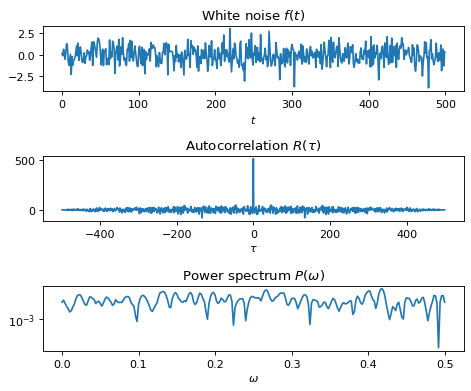 White noise f(t)
2.5
0.0
−2.5
0 100 200 300 400 500
t
Autocorrelation R(τ)
500
0
−400 −200 0 200 400
τ
Power spectrum P(ω)
10⁻³
0.0 0.1 0.2 0.3 0.4 0.5
ω